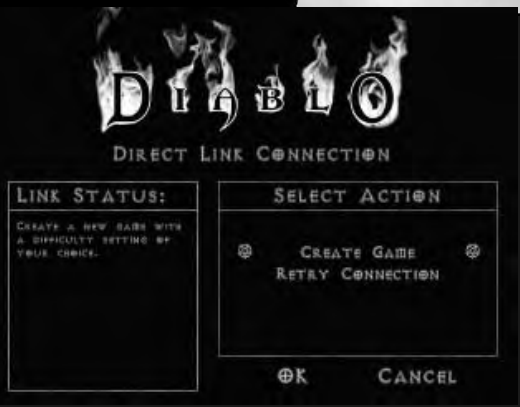 DIABLO
DIRECT LINK CONNECTION
LINK STATUS:
CREATE A NEW GAME WITH
A DIFFICULTY SETTING OF
YOUR CHOICE.
SELECT ACTION
CREATE GAME
RETRY CONNECTION
OK
CANCEL